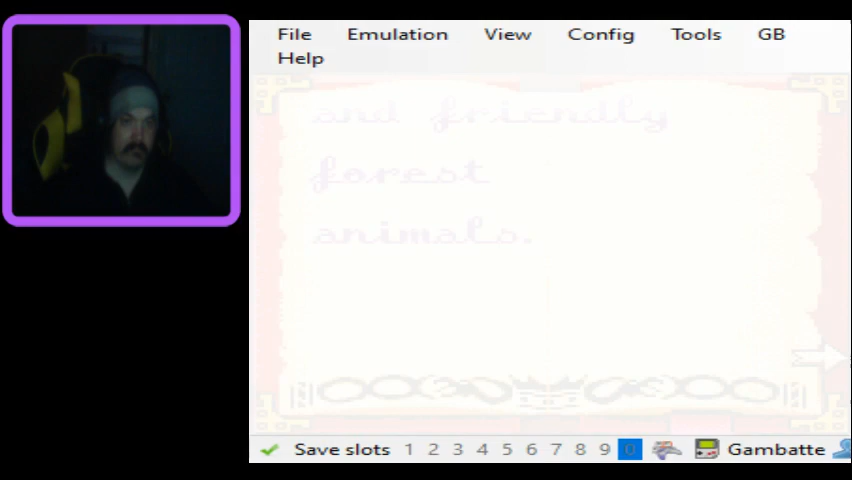 File Emulation View Config Tools GB
Help
and friendly
forest
animals.
Save slots 1 2 3 4 5 6 7 8 9 0 Gambatte